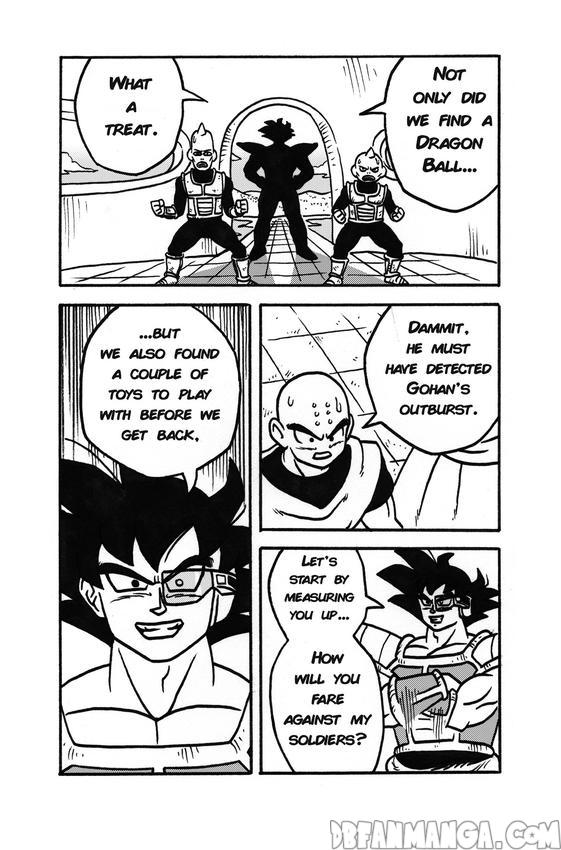 WHAT
A
TREAT.
NOT
ONLY DID
WE FIND A
DRAGON
BALL...
...BUT
WE ALSO FOUND
A COUPLE OF
TOYS TO PLAY
WITH BEFORE WE
GET BACK.
DAMMIT,
HE MUST
HAVE DETECTED
GOHAN'S
OUTBURST.
LET'S
START BY
MEASURING
YOU UP...
HOW
WILL YOU
FARE
AGAINST MY
SOLDIERS?
DBFANMANGA.COM